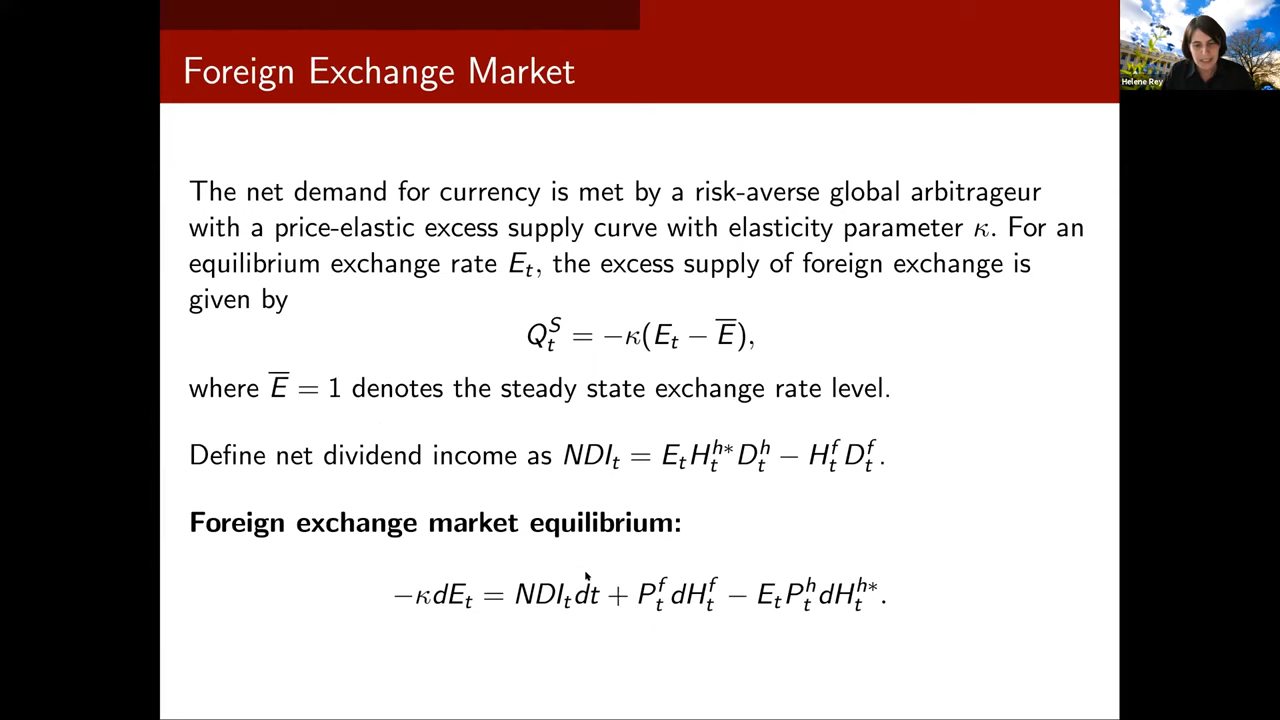 Foreign Exchange Market
Helene Rey
The net demand for currency is met by a risk-averse global arbitrageur
with a price-elastic excess supply curve with elasticity parameter κ. For an
equilibrium exchange rate E_t, the excess supply of foreign exchange is
given by
Q_t^S = −κ(E_t − E̅),
where E̅ = 1 denotes the steady state exchange rate level.
Define net dividend income as NDI_t = E_t H_t^{h*} D_t^h − H_t^f D_t^f.
Foreign exchange market equilibrium:
−κdE_t = NDI_t dt + P_t^f dH_t^f − E_t P_t^h dH_t^{h*}.